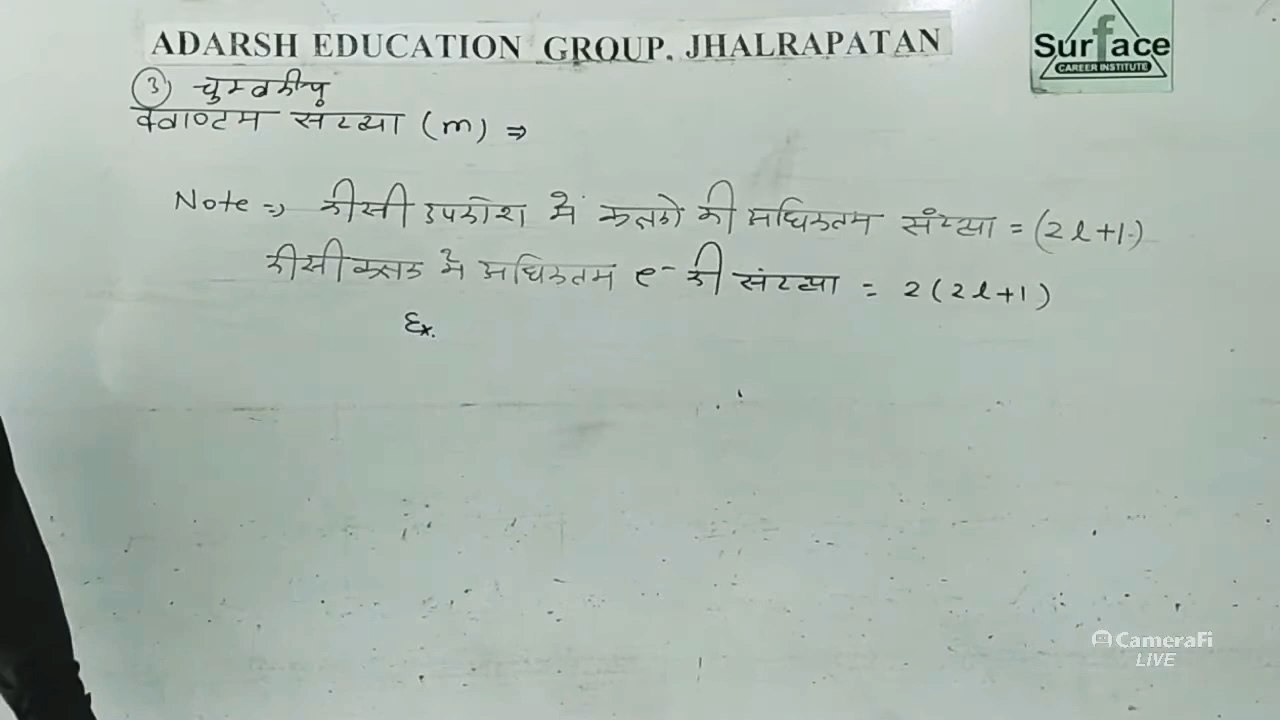 ADARSH EDUCATION GROUP. JHALRAPATAN
Surface
CAREER INSTITUTE
③ चुम्बकीय
क्वाण्टम संख्या (m) ⇒
Note ⇒ कीसी उपकोश में कक्षको की अधिकतम संख्या = (2l+1)
कीसी कक्षक में अधिकतम e⁻ की संख्या = 2(2l+1)
Ex.
CameraFi
LIVE